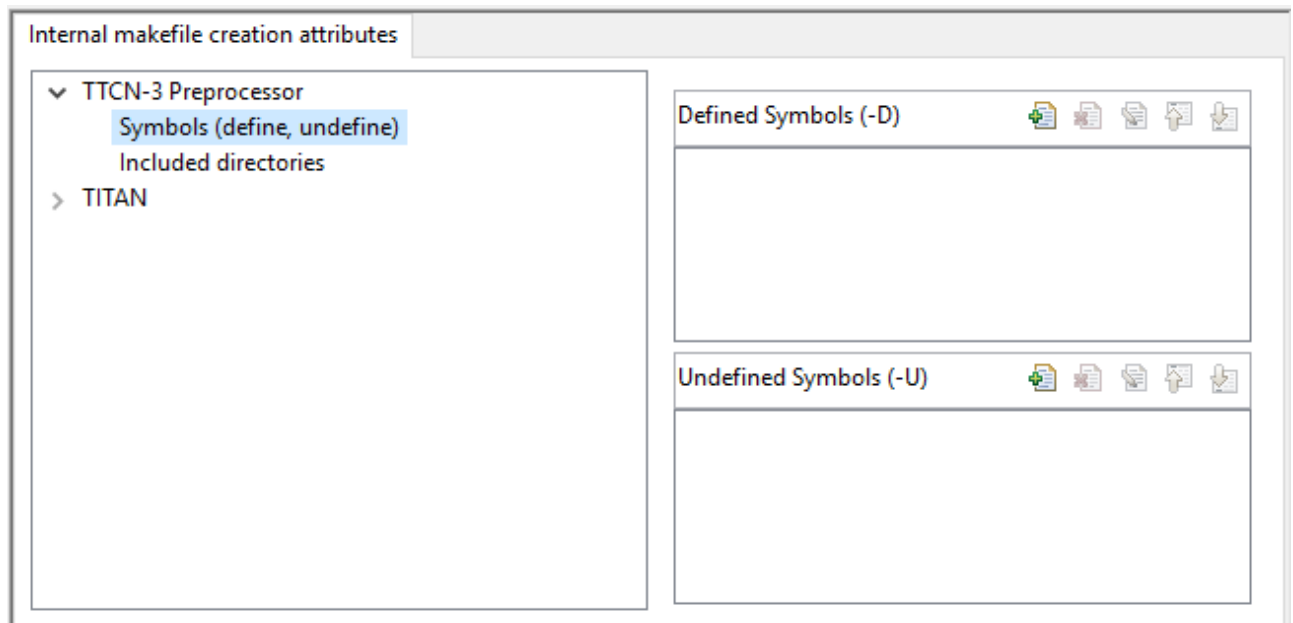 Internal makefile creation attributes
TTCN-3 Preprocessor
Symbols (define, undefine)
Included directories
TITAN
Defined Symbols (-D)
Undefined Symbols (-U)